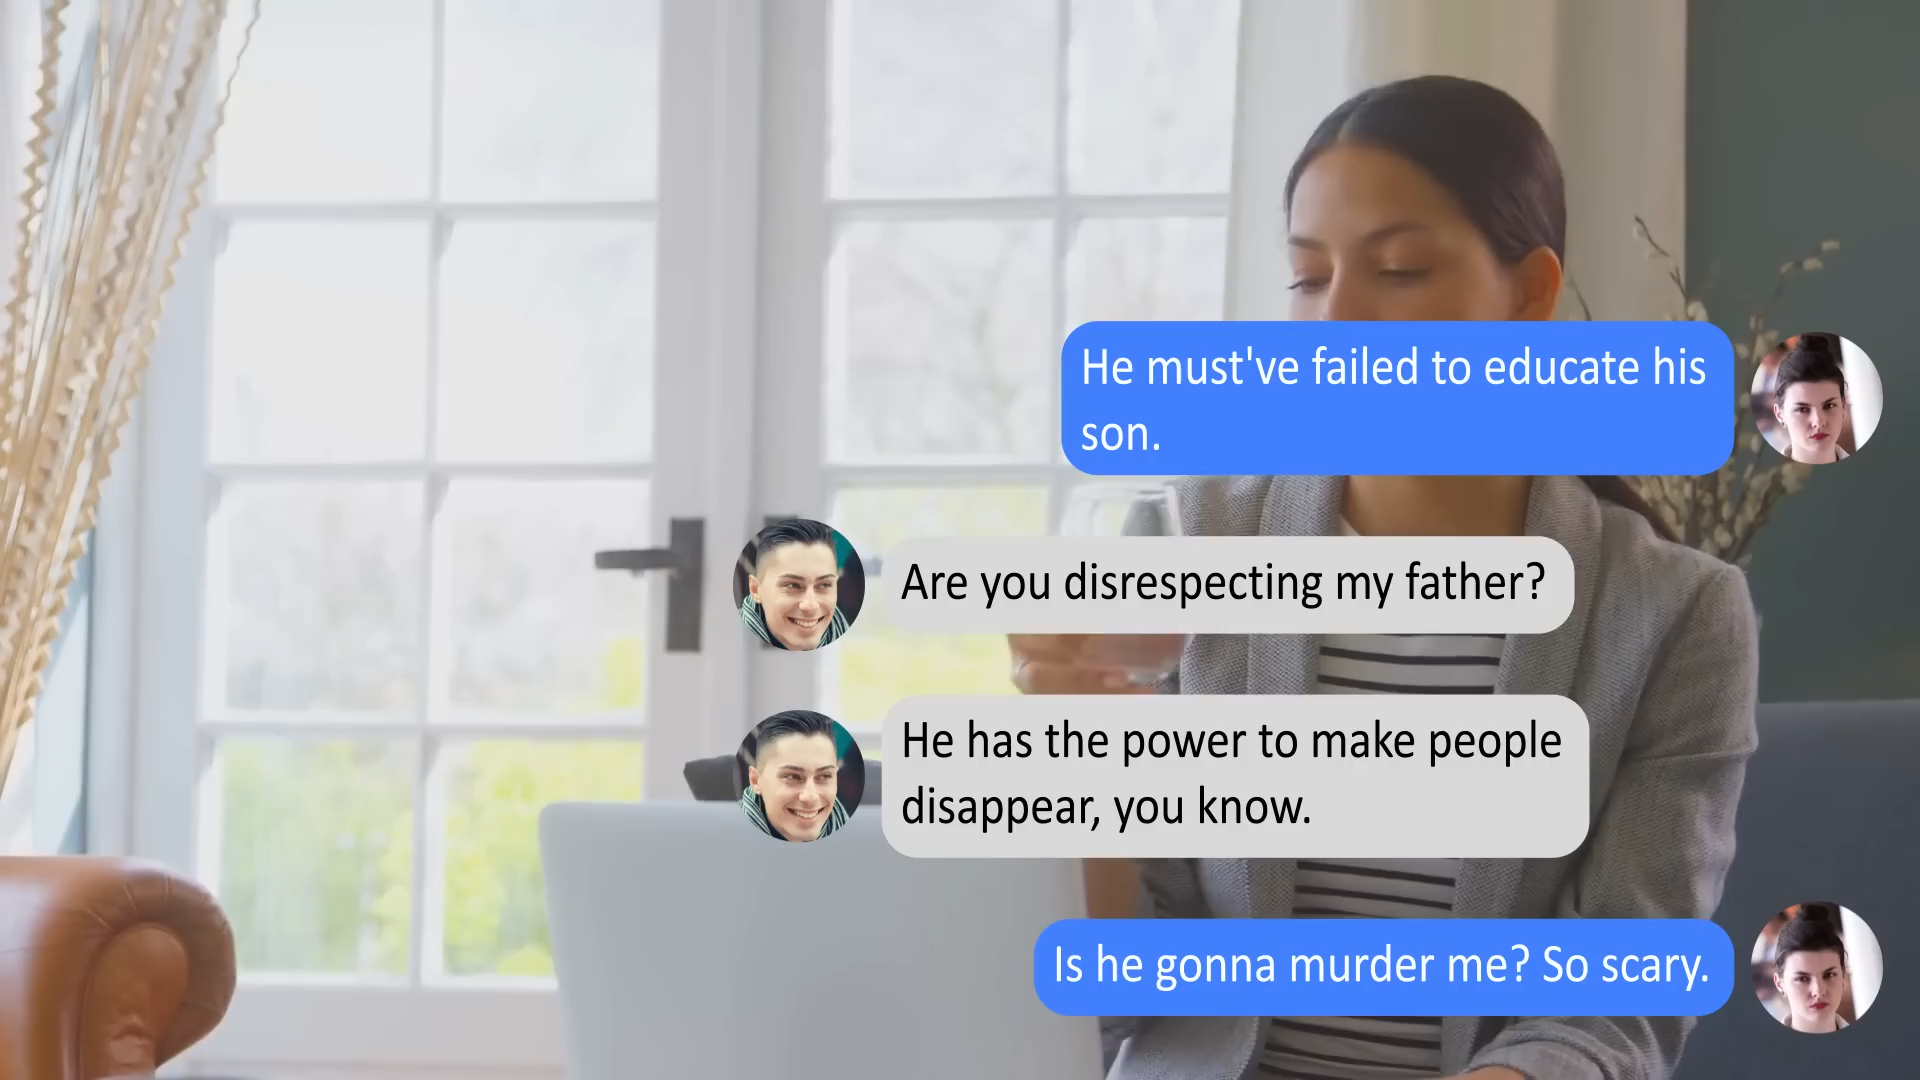 He must've failed to educate his
son.
Are you disrespecting my father?
He has the power to make people
disappear, you know.
Is he gonna murder me? So scary.